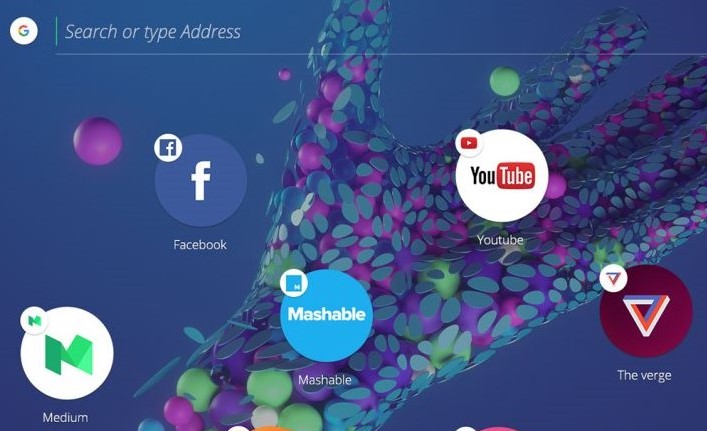 Search or type Address
f
Facebook
YouTube
Youtube
Mashable
Mashable
The verge
Medium